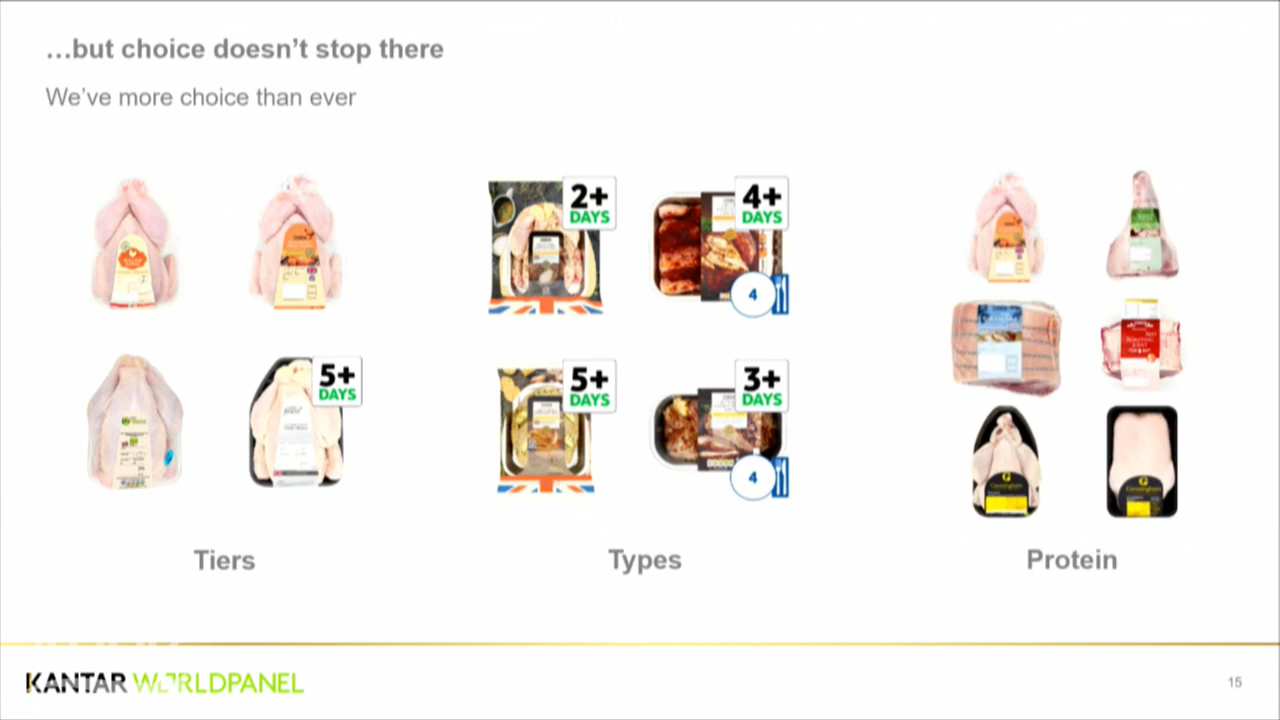 …but choice doesn’t stop there
We’ve more choice than ever
2+
DAYS
4+
DAYS
4
5+
DAYS
5+
DAYS
3+
DAYS
4
Tiers
Types
Protein
KANTAR WORLDPANEL
15